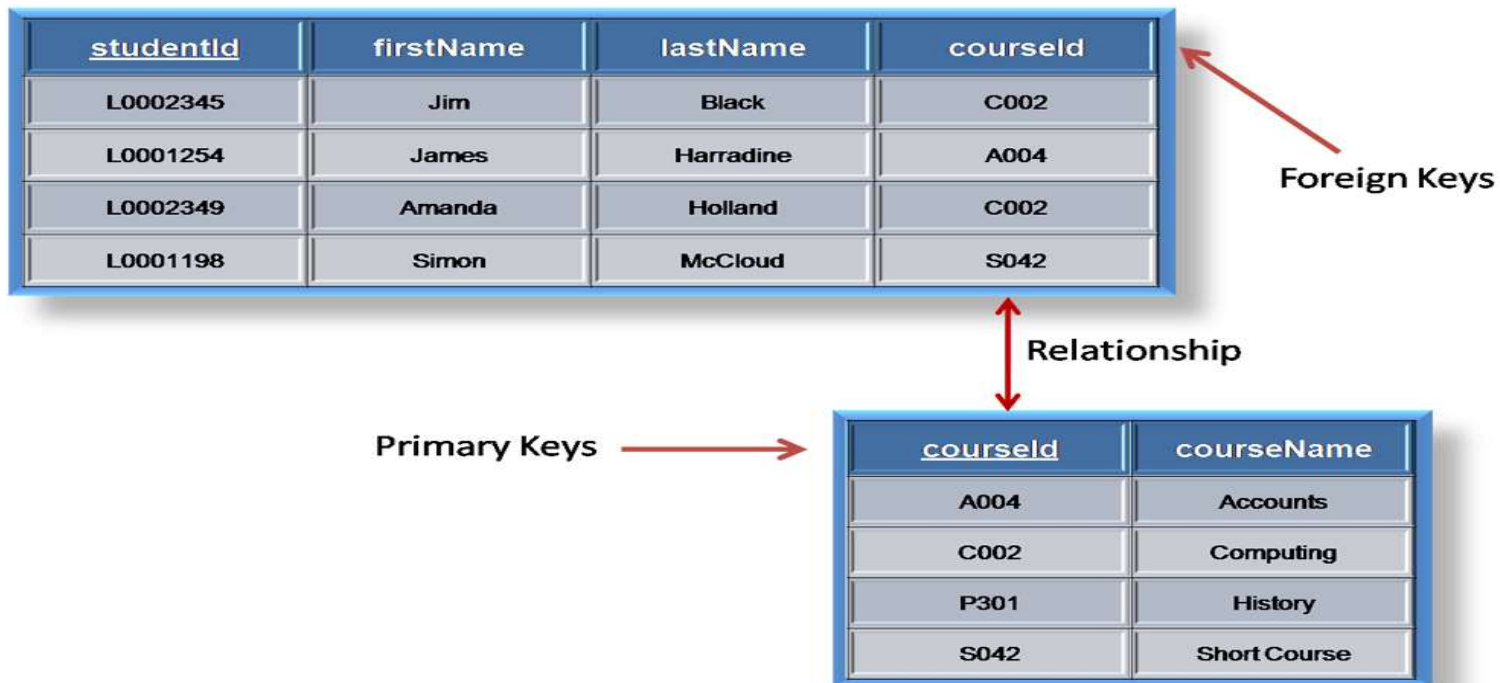 studentId firstName lastName courseId
L0002345 Jim Black C002
L0001254 James Harradine A004
Foreign Keys
L0002349 Amanda Holland C002
L0001198 Simon McCloud S042
Relationship
Primary Keys
courseId courseName
A004 Accounts
C002 Computing
P301 History
S042 Short Course